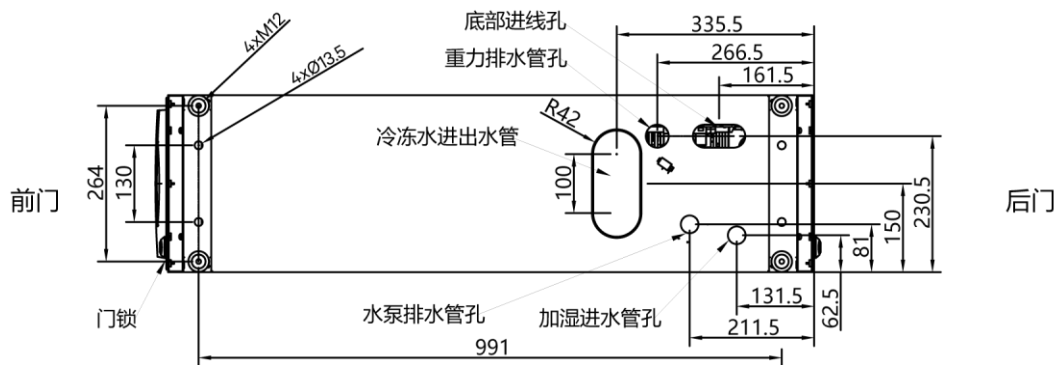 底部进线孔
335.5
4xM12
重力排水管孔
266.5
4xØ13.5
161.5
R42
冷冻水进出水管
264
130
100
前门
后门
230.5
150
81
62.5
门锁
水泵排水管孔
加湿进水管孔
131.5
211.5
991